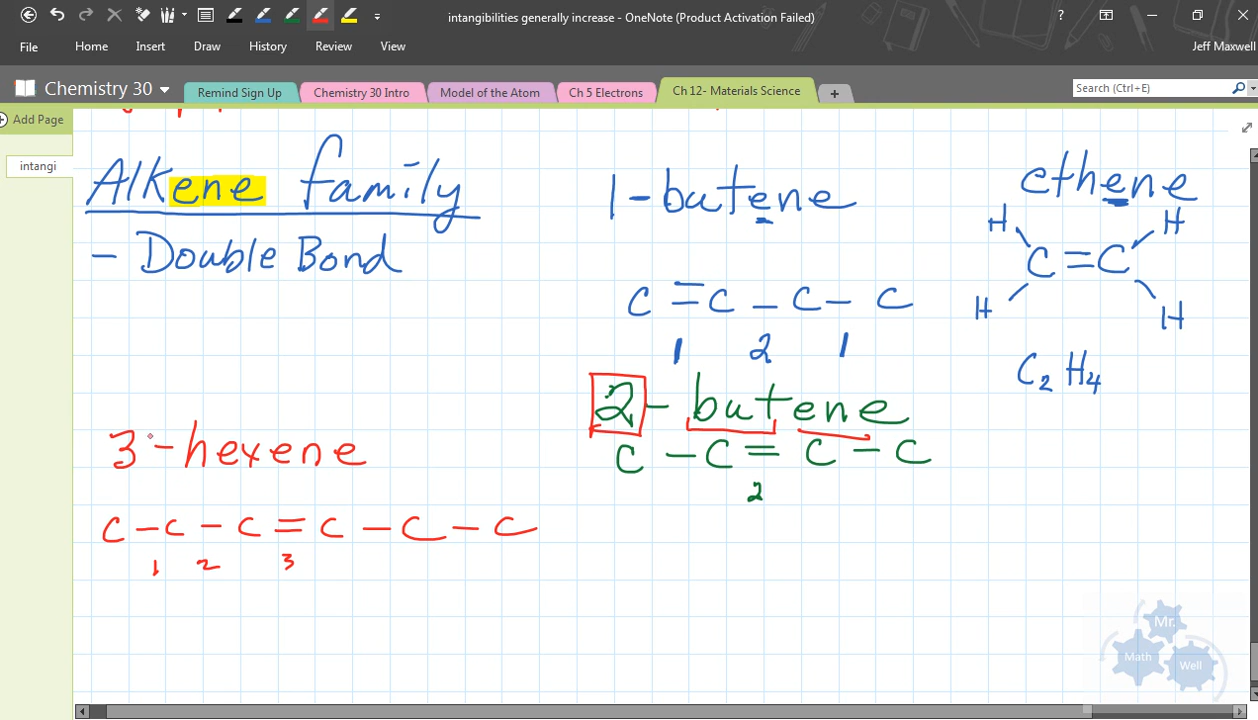 intangibilities generally increase - OneNote (Product Activation Failed)
File Home Insert Draw History Review View
Jeff Maxwell
Chemistry 30
Remind Sign Up
Chemistry 30 Intro
Model of the Atom
Ch 5 Electrons
Ch 12- Materials Science
Search (Ctrl+E)
Add Page
intangi
Alkene family
- Double Bond
3-hexene
C - C - C = C - C - C
1 2 3
1-butene
C = C - C - C
1 2 1
2-butene
C - C = C - C
2
ethene
H H
C = C
H H
C2 H4
Mr.
Math
Well